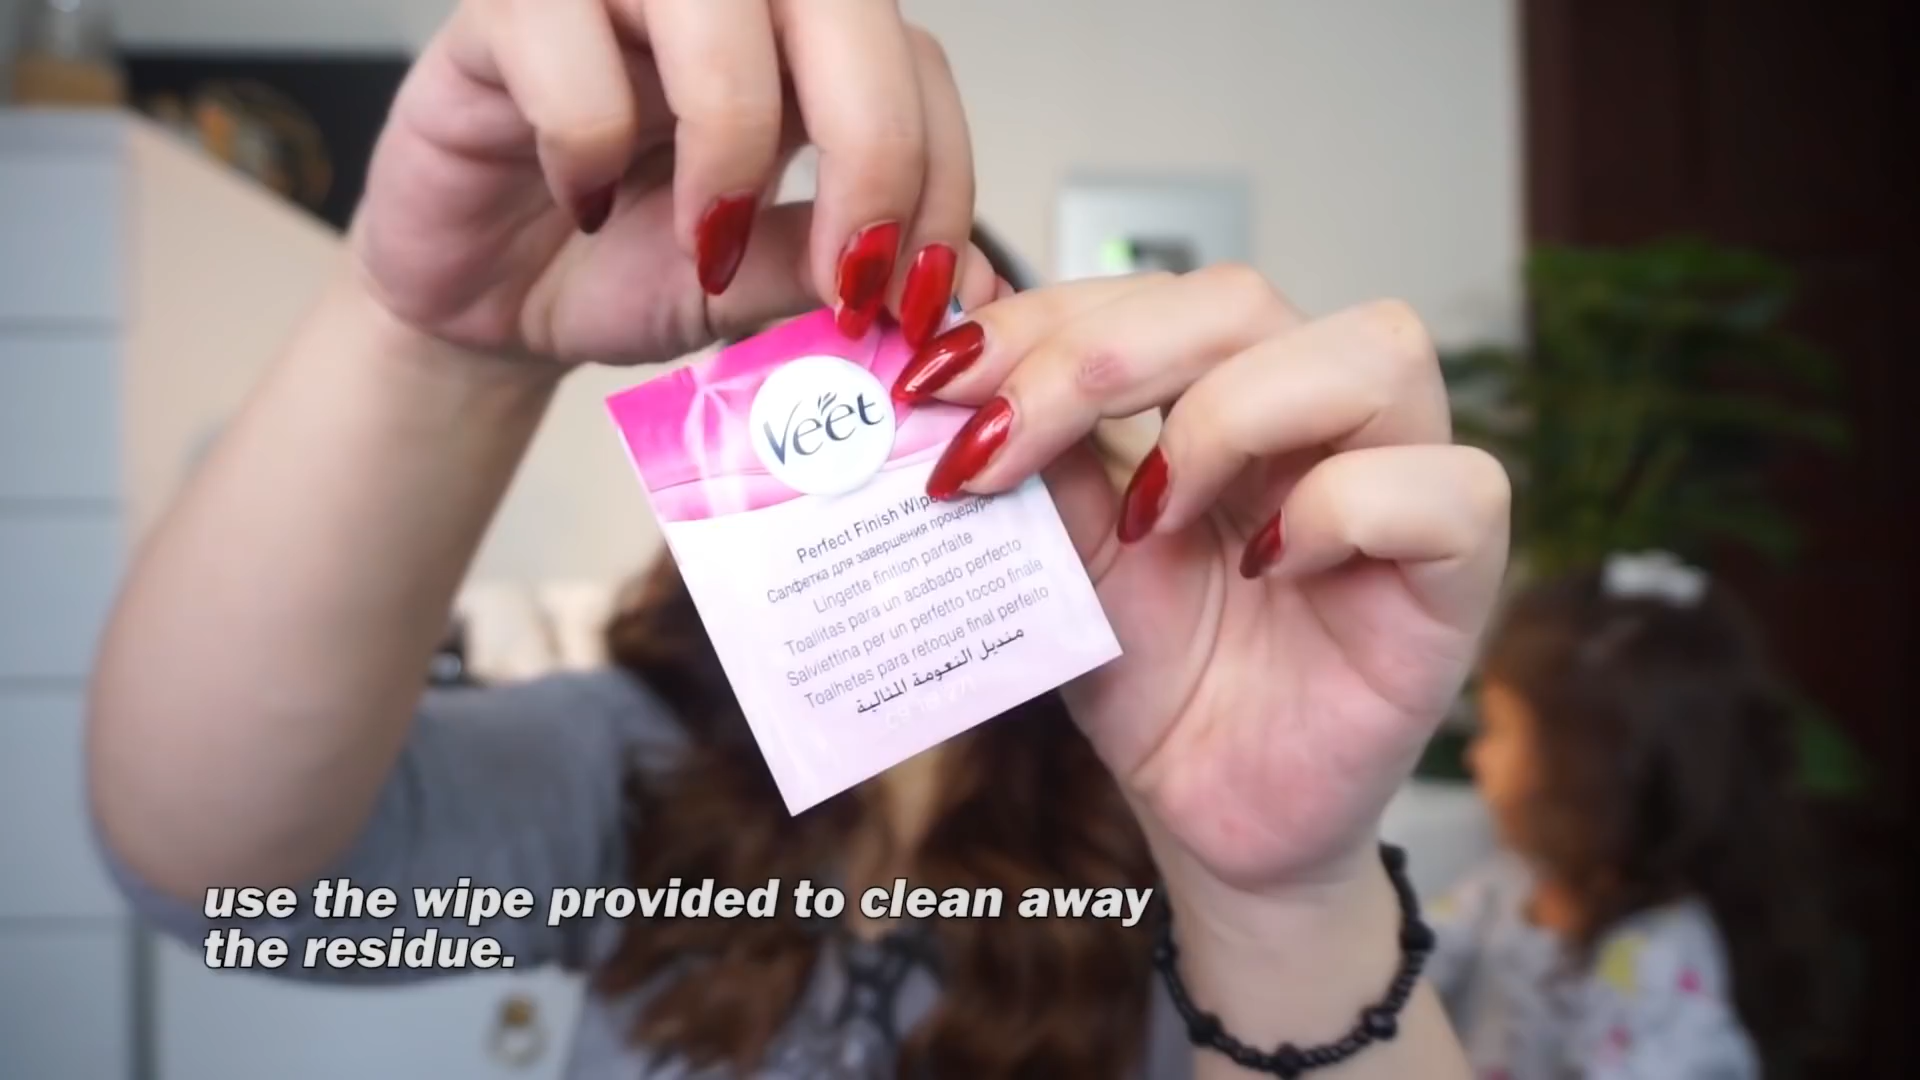 Veet
Perfect Finish Wipe
Салфетка для завершения процедуры
Lingette finition parfaite
Toallitas para un acabado perfecto
Salviettina per un perfetto tocco finale
Toalhetes para retoque final perfeito
منديل النعومة المثالية
use the wipe provided to clean away
the residue.